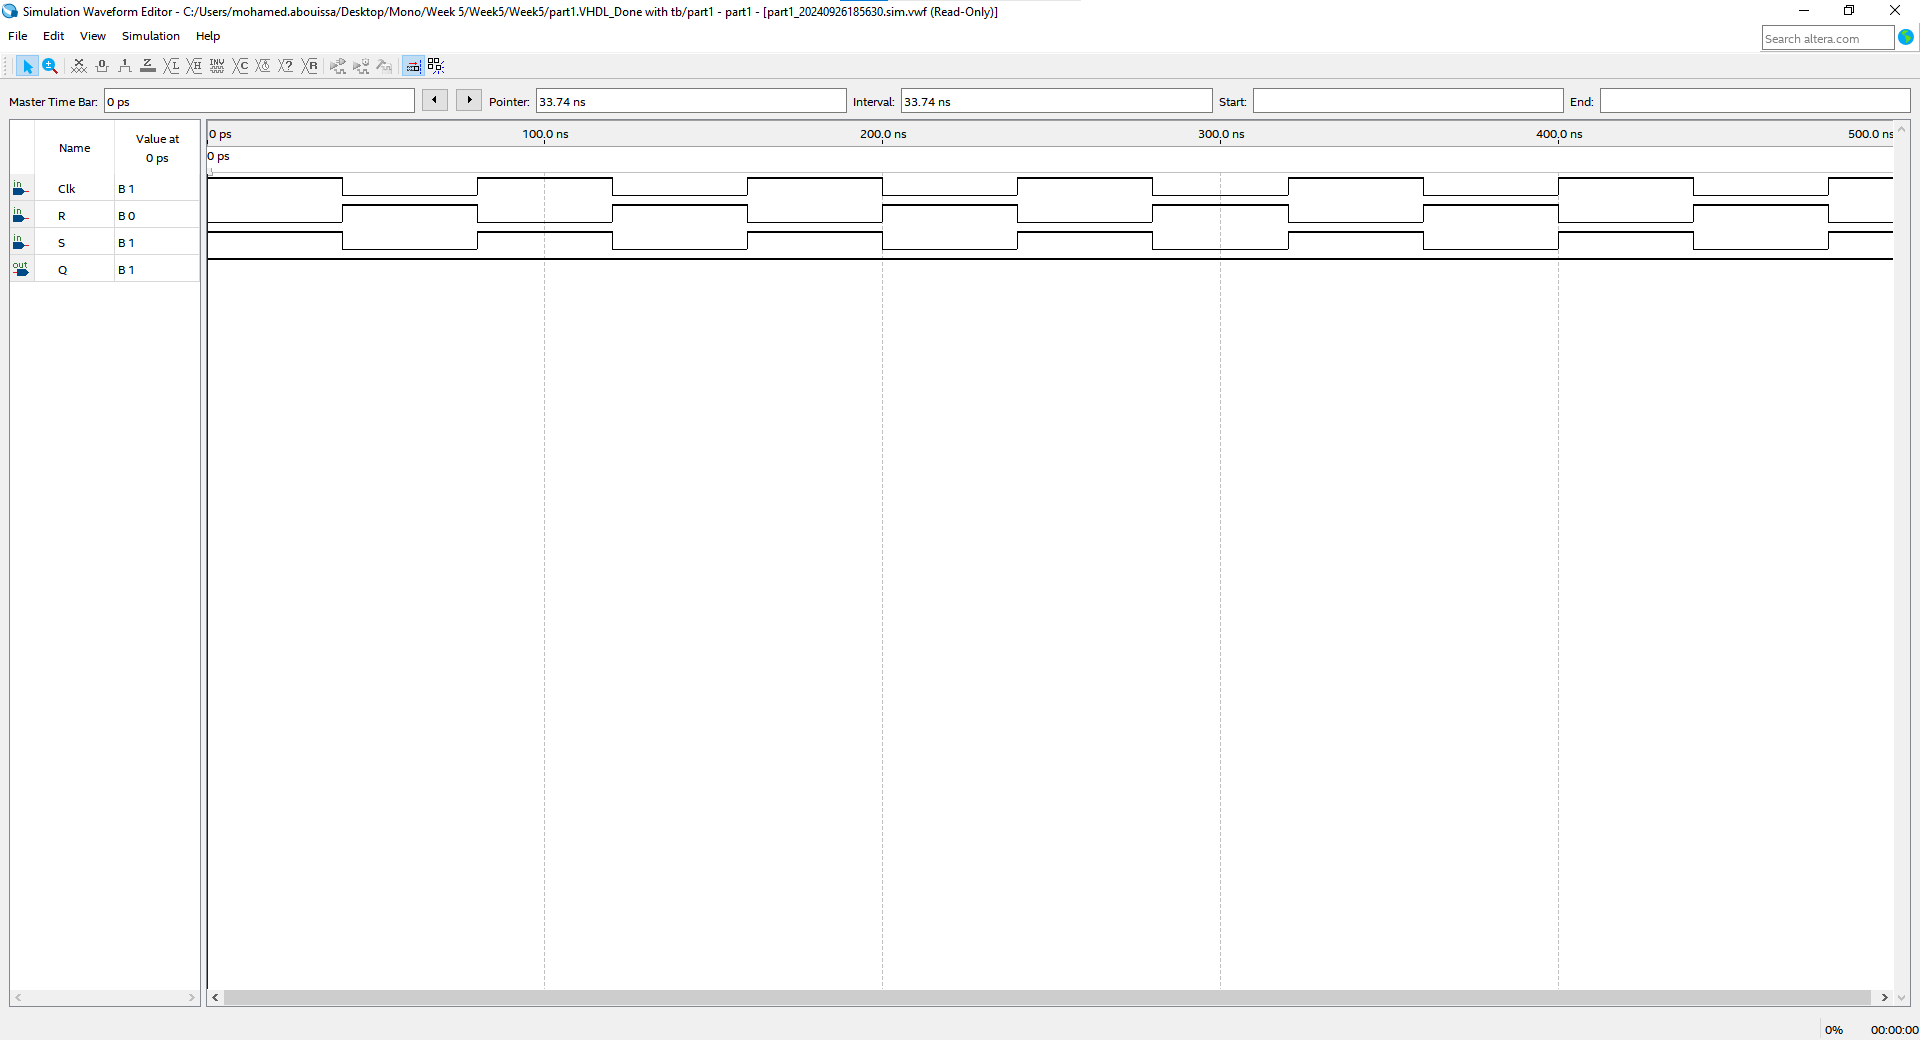 Simulation Waveform Editor - C:/Users/mohamed.abouissa/Desktop/Mono/Week 5/Week5/Week5/part1.VHDL_Done with tb/part1 - part1 - [part1_20240926185630.sim.vwf (Read-Only)]
File Edit View Simulation Help
Search altera.com
Master Time Bar: 0 ps Pointer: 33.74 ns Interval: 33.74 ns Start: End:
Name Value at 0 ps
0 ps 100.0 ns 200.0 ns 300.0 ns 400.0 ns 500.0 ns
0 ps
in Clk B 1
in R B 0
in S B 1
out Q B 1
0% 00:00:00